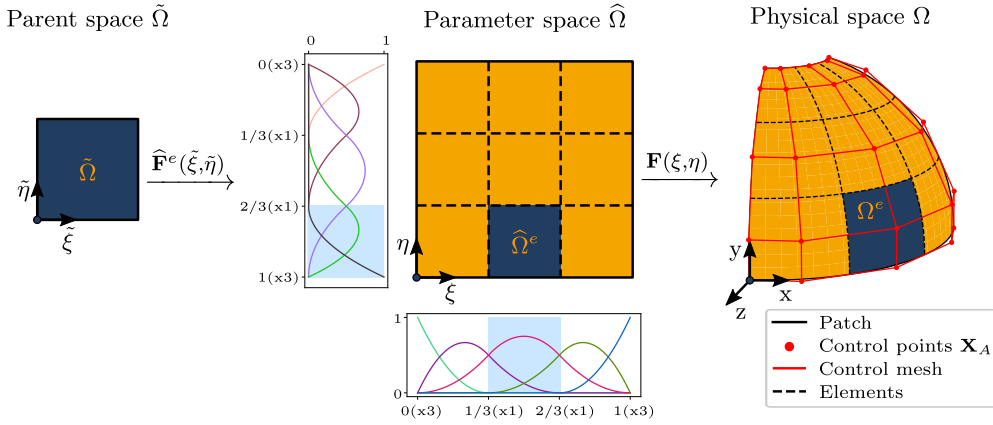 Parent space Ω̃
Parameter space Ω̂
Physical space Ω
0 1
0(x3)
1/3(x1)
2/3(x1)
1(x3)
Ω̃
η̃
ξ̃
F̂ᵉ(ξ̃,η̃)
η
ξ
Ω̂ᵉ
F(ξ,η)
Ωᵉ
y
x
z
1
0
0(x3) 1/3(x1) 2/3(x1) 1(x3)
Patch
Control points X_A
Control mesh
Elements